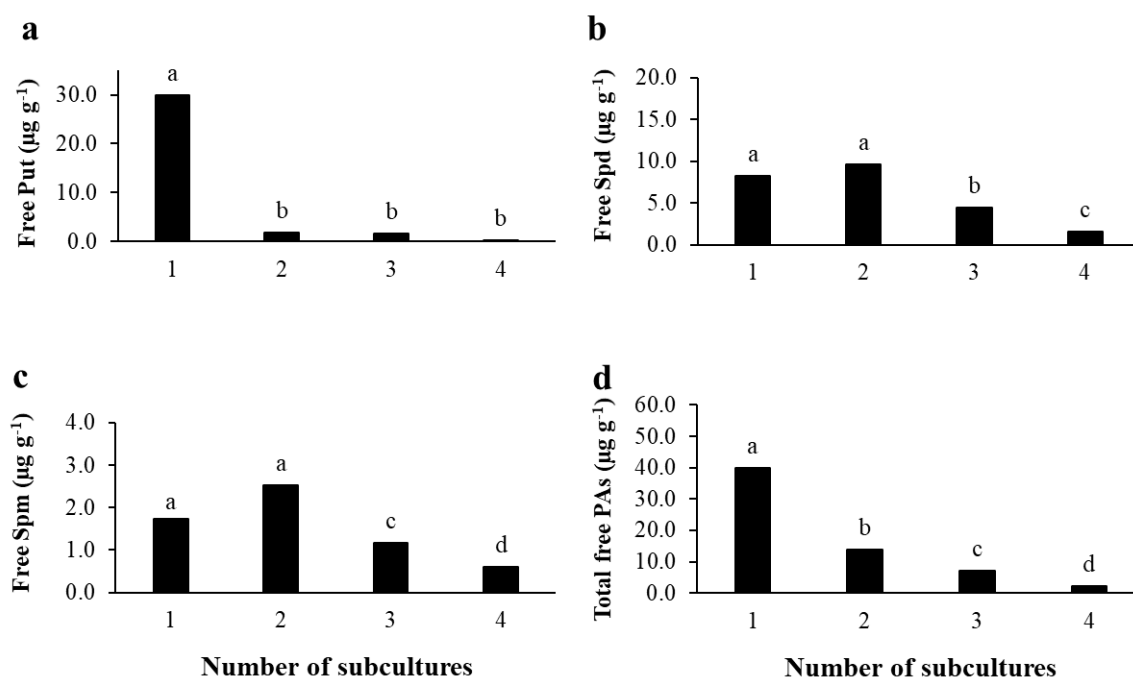 a
Free Put (µg g⁻¹)
30.0
20.0
10.0
0.0
a
b
b
b
1 2 3 4
b
Free Spd (µg g⁻¹)
20.0
15.0
10.0
5.0
0.0
a
a
b
c
1 2 3 4
c
Free Spm (µg g⁻¹)
4.0
3.0
2.0
1.0
0.0
a
a
c
d
1 2 3 4
Number of subcultures
d
Total free PAs (µg g⁻¹)
60.0
50.0
40.0
30.0
20.0
10.0
0.0
a
b
c
d
1 2 3 4
Number of subcultures